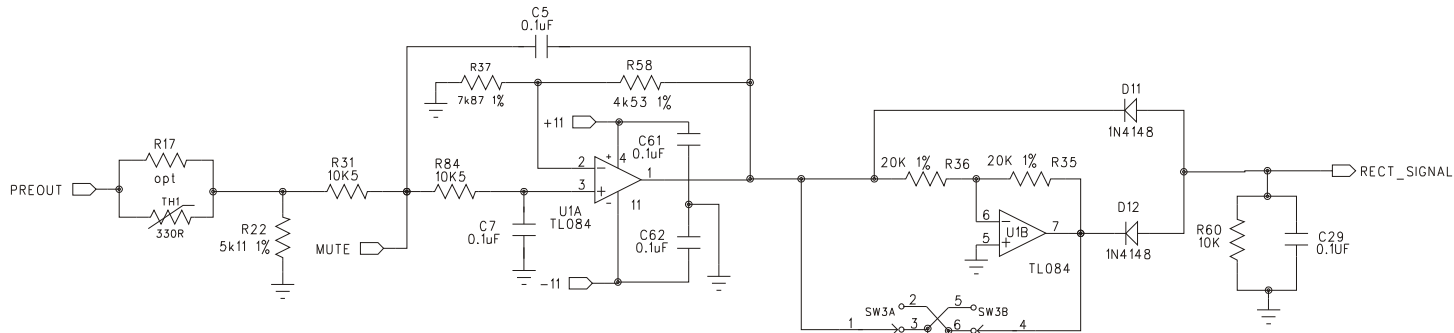 C5
0.1uF
R37
7k87 1%
R58
4k53 1%
+11
C61
0.1uF
R17
opt
TH1
330R
PREOUT
R31
10K5
R84
10K5
2
3
4
1
11
+
-
−
+
U1A
TL084
R22
5k11 1%
MUTE
C7
0.1uF
C62
0.1uF
-11
D11
1N4148
20K 1%
R36
20K 1%
R35
6
5
7
−
+
U1B
TL084
D12
1N4148
RECT_SIGNAL
R60
10K
C29
0.1UF
SW3A
2
5
SW3B
1
3
6
4